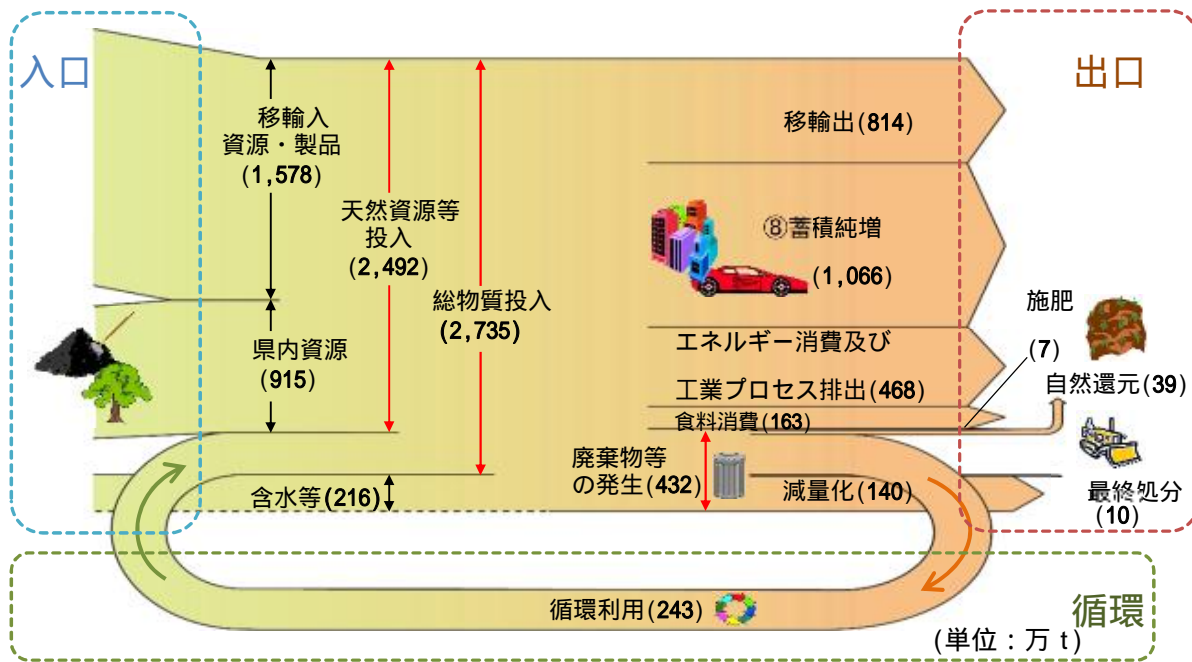 入口
出口
移輸入
資源・製品
(1,578)
天然資源等
投入
(2,492)
総物質投入
(2,735)
県内資源
(915)
含水等(216)
移輸出(814)
⑧蓄積純増
(1,066)
エネルギー消費及び
工業プロセス排出(468)
食料消費(163)
廃棄物等
の発生(432)
減量化(140)
施肥
(7)
自然還元(39)
最終処分
(10)
循環利用(243)
循環
(単位：万t)